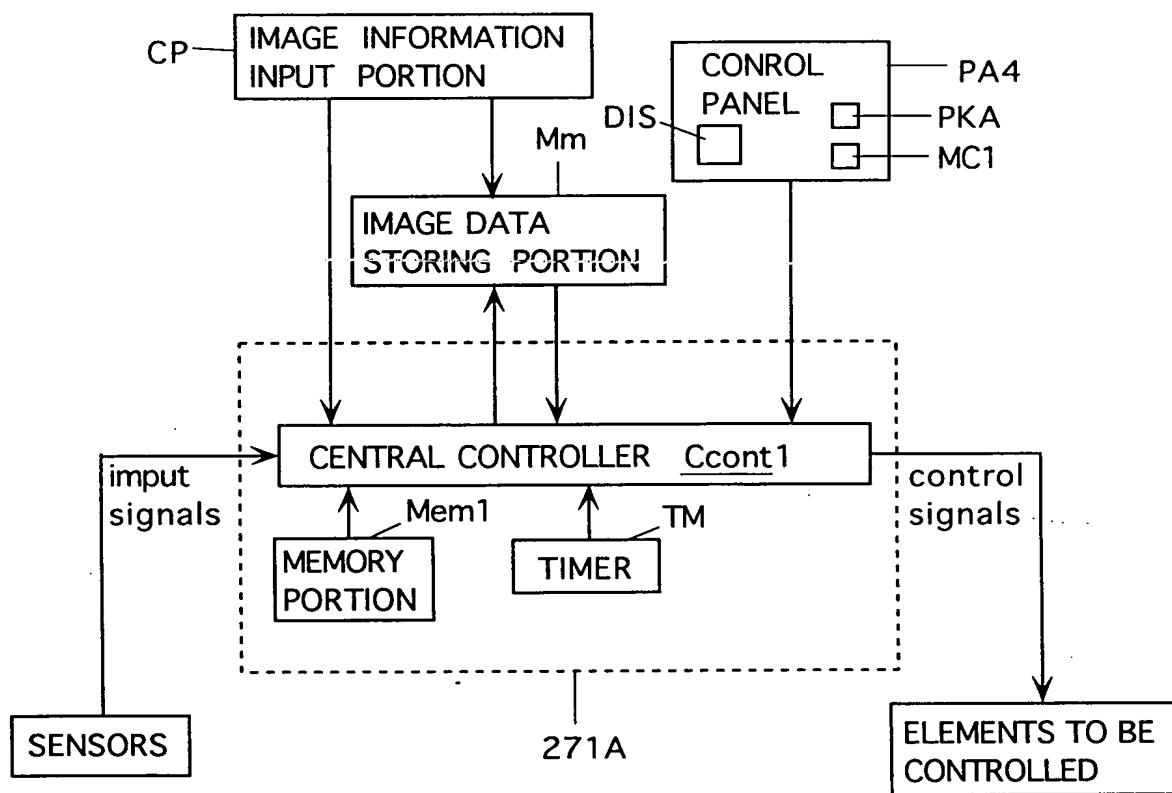 CP
IMAGE INFORMATION
INPUT PORTION
CONROL
PANEL
PA4
DIS
PKA
MC1
Mm
IMAGE DATA
STORING PORTION
CENTRAL CONTROLLER Ccont1
imput
signals
control
signals
Mem1
TM
MEMORY
PORTION
TIMER
SENSORS
271A
ELEMENTS TO BE
CONTROLLED